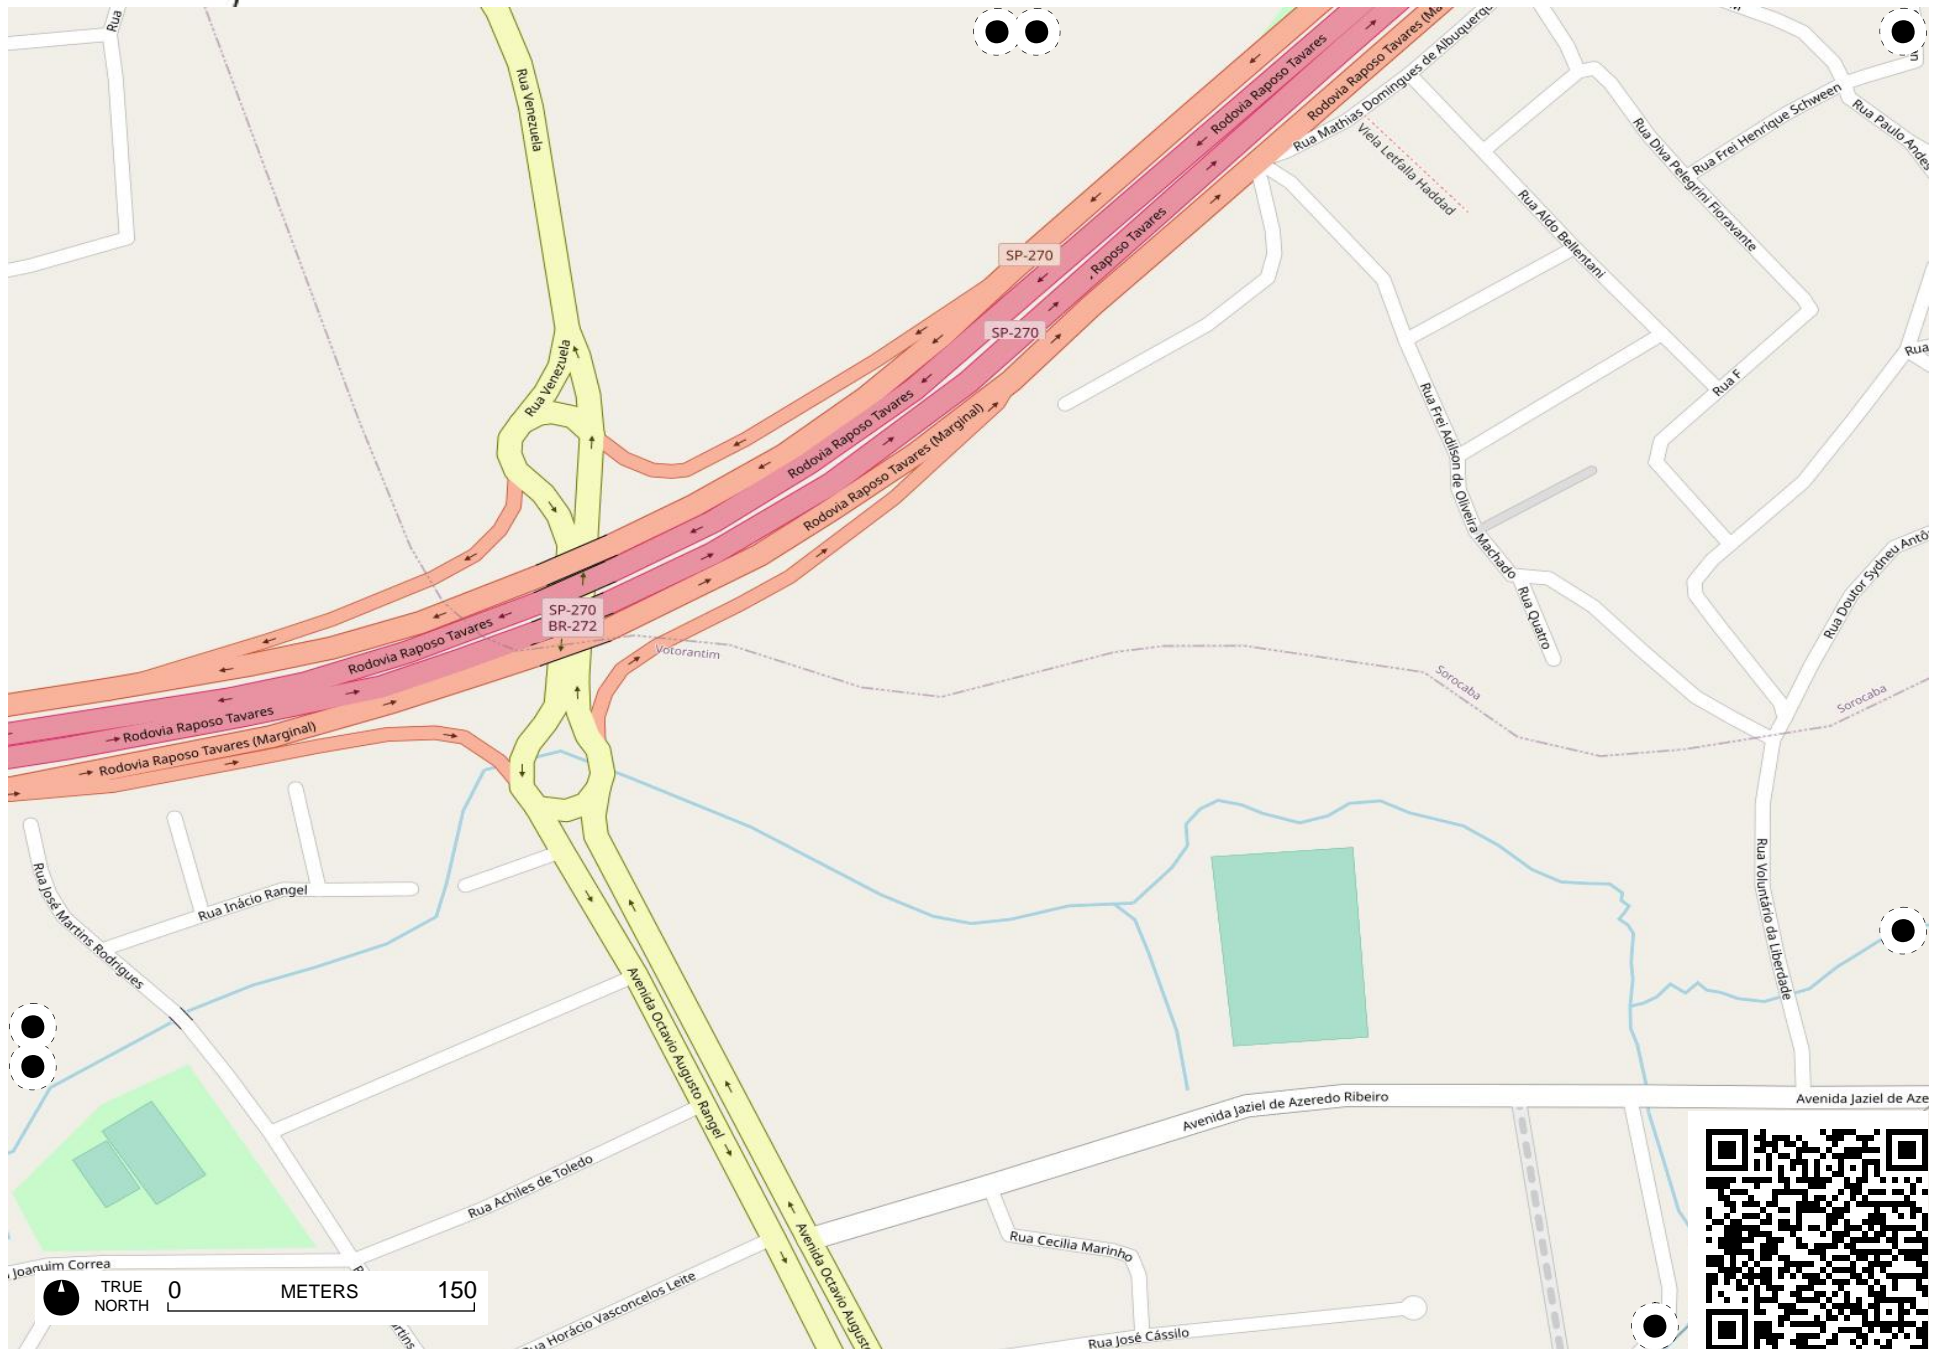 Rua
Rua Venezuela
Rodovia Raposo Tavares
Rodovia Raposo Tavares (Ma
Rua Mathias Domingues de Albuquerque
Viela Letfalla Haddad
Rua Diva Pelegrini Fioravante
Rua Frei Henrique Schween
Rua Paulo Andes
Rua Aldo Bellentani
Raposo Tavares
SP-270
SP-270
Rua Venezuela
Rua
Rua F
Rodovia Raposo Tavares
Rodovia Raposo Tavares (Marginal)
Rua Frei Adilson de Oliveira Machado
Rua Quatro
Rua Doutor Sydneu Antô
SP-270
BR-272
Rodovia Raposo Tavares
Votorantim
Sorocaba
Sorocaba
Rodovia Raposo Tavares
Rodovia Raposo Tavares (Marginal)
Rua José Martins Rodrigues
Rua Inácio Rangel
Rua Voluntário da Liberdade
Avenida Octavio Augusto Rangel
Avenida Jaziel de Azeredo Ribeiro
Avenida Jaziel de Aze
Rua Achiles de Toledo
Rua Cecilia Marinho
Joaquim Correa
Avenida Octavio Augusto
Rua Horácio Vasconcelos Leite
Rua José Cássilo
artins
TRUE
NORTH
0 METERS 150